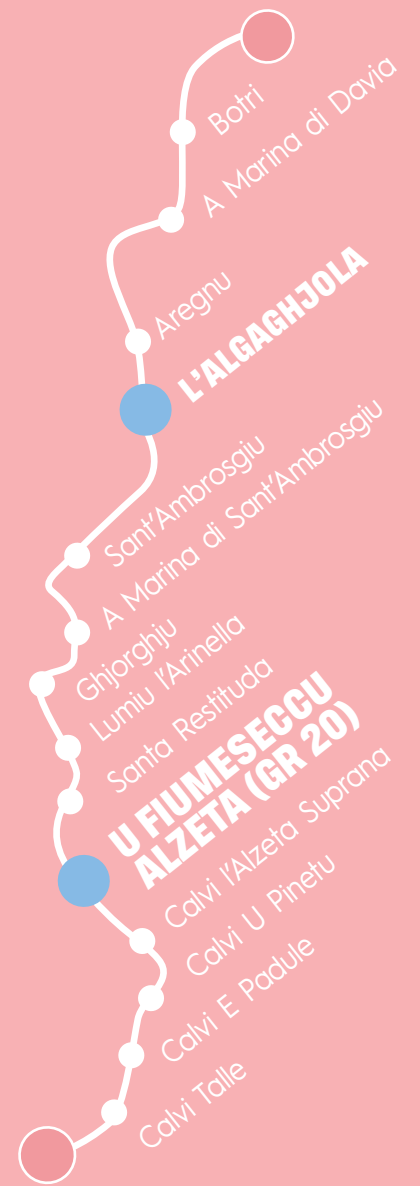 Botri
A Marina di Davia
Aregnu
L'ALGAGHJOLA
Sant'Ambrosgiu
A Marina di Sant'Ambrosgiu
Ghjorghju
Lumiu l'Arinella
Santa Restituda
U FIUMESECCU
ALZETA (GR 20)
Calvi l'Alzeta Suprana
Calvi U Pinetu
Calvi E Padule
Calvi Talle